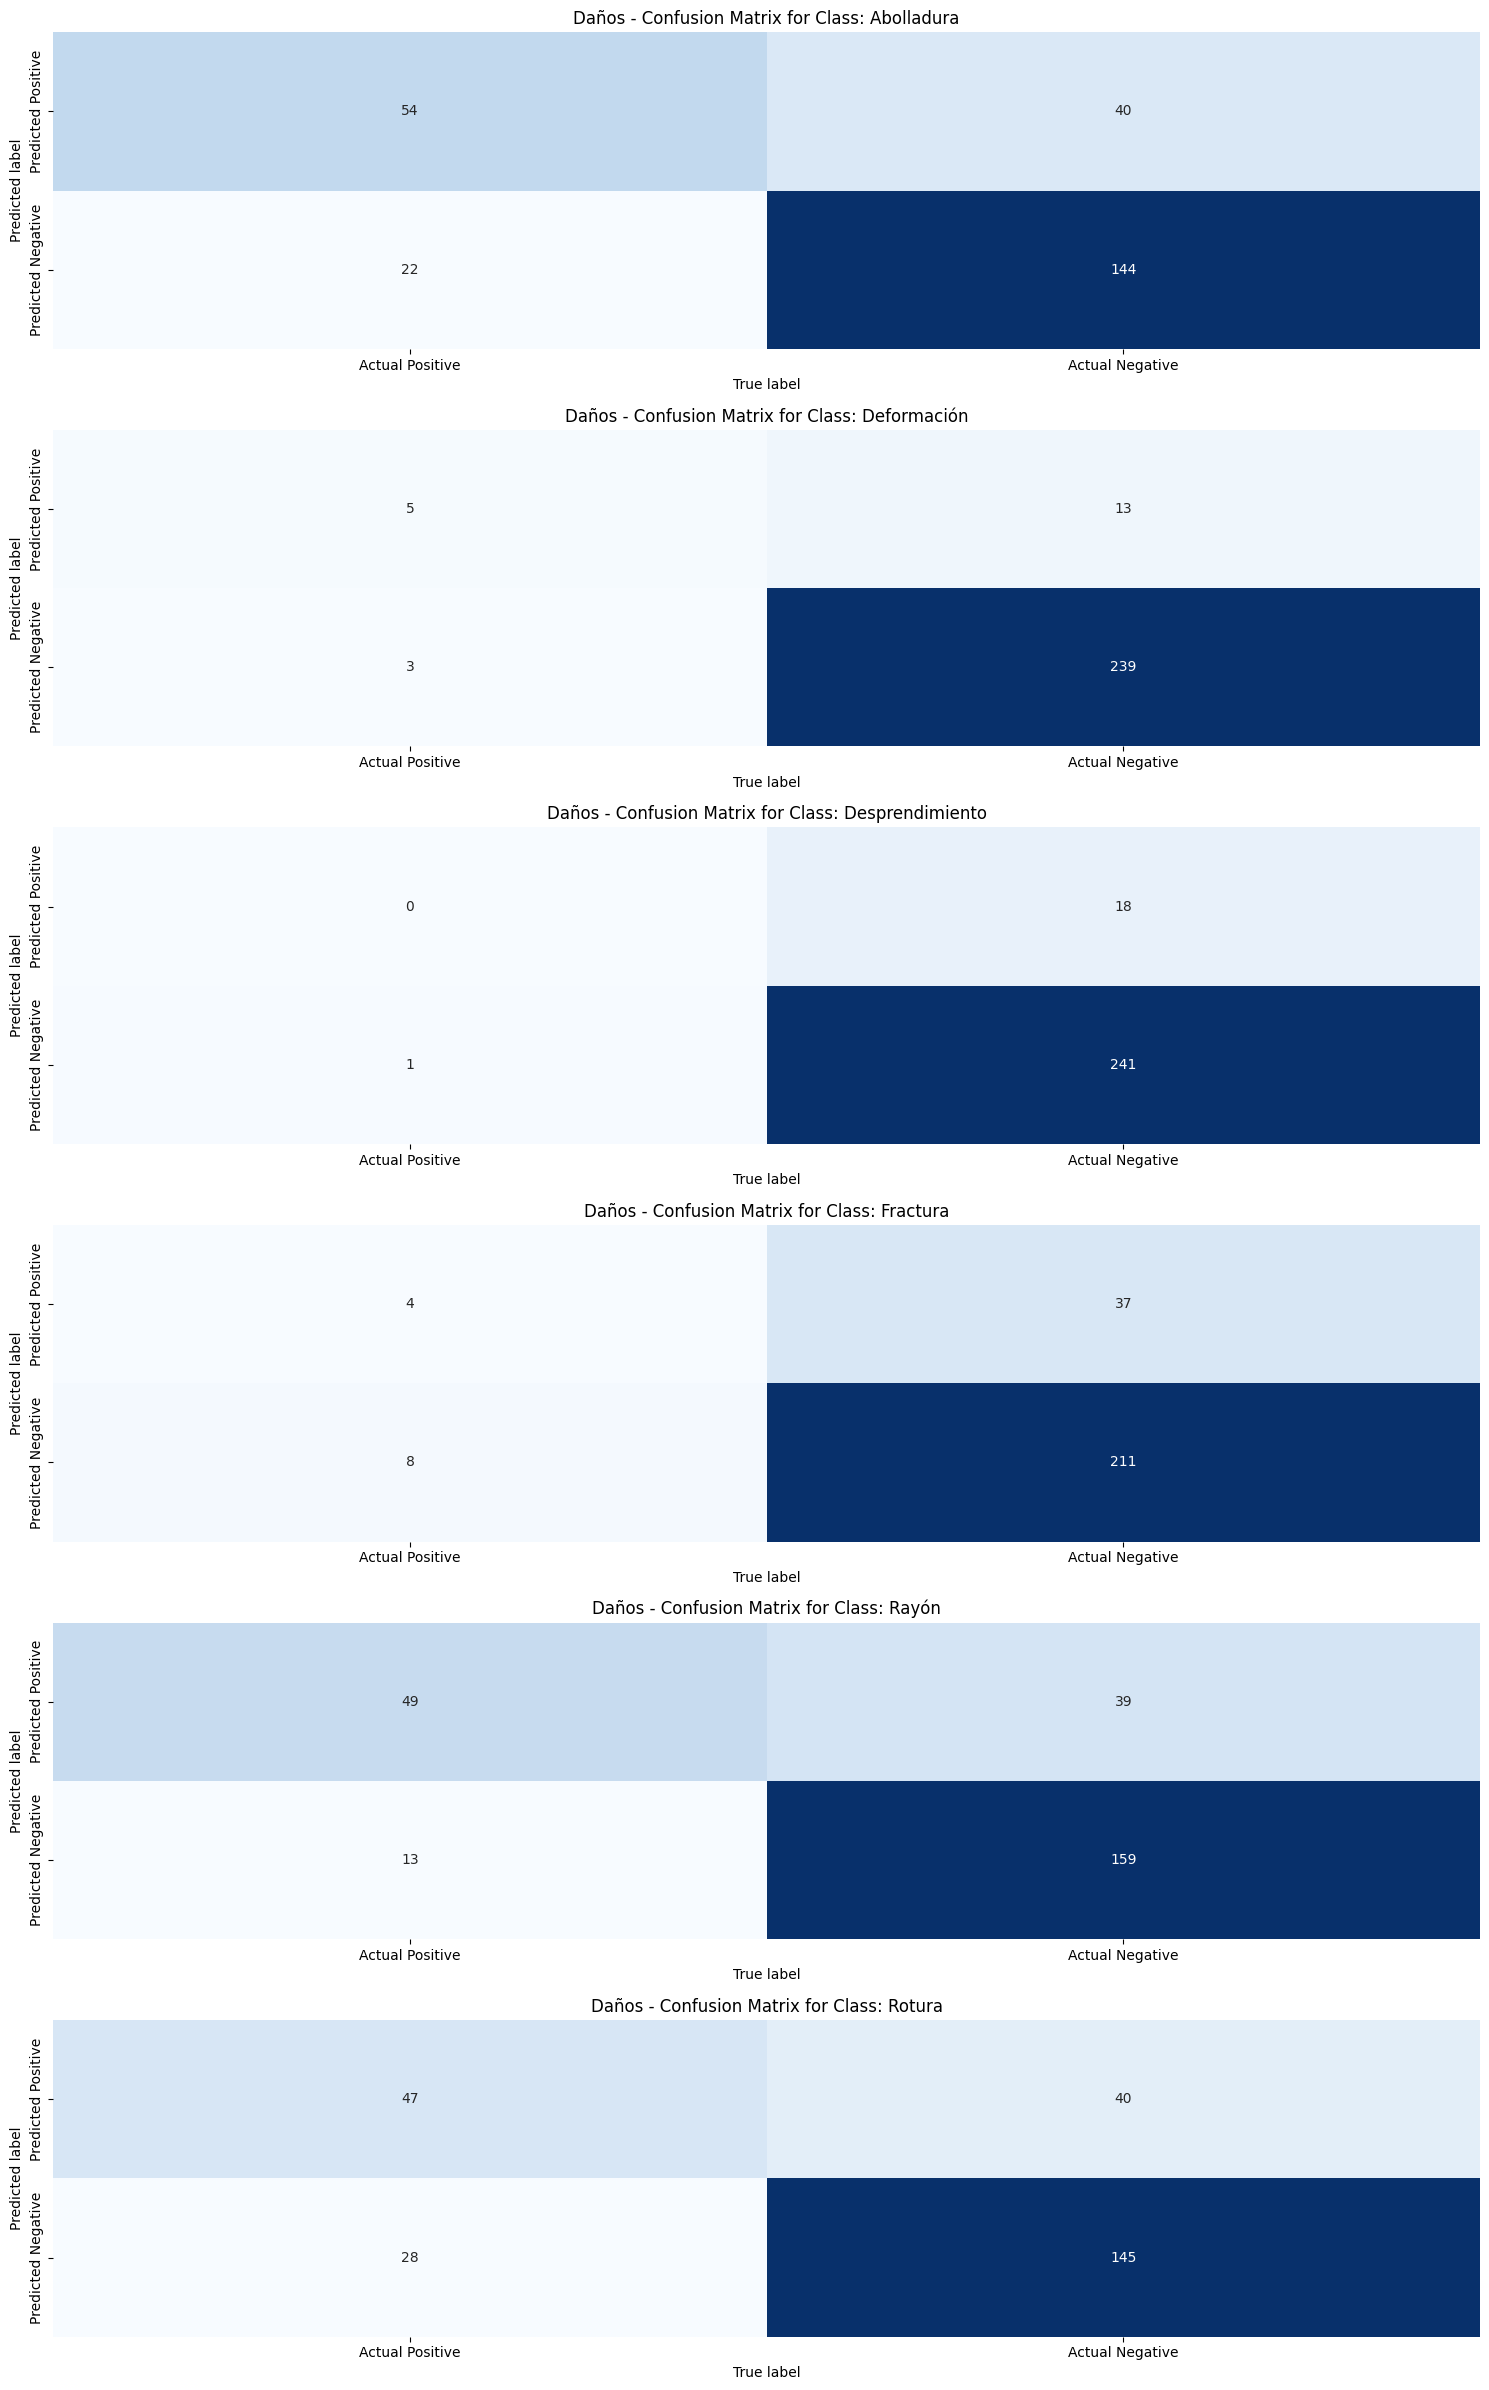 Daños - Confusion Matrix for Class: Abolladura
Predicted label
Predicted Positive
54
40
Predicted Negative
22
144
Actual Positive
Actual Negative
True label
Daños - Confusion Matrix for Class: Deformación
Predicted label
Predicted Positive
5
13
Predicted Negative
3
239
Actual Positive
Actual Negative
True label
Daños - Confusion Matrix for Class: Desprendimiento
Predicted label
Predicted Positive
0
18
Predicted Negative
1
241
Actual Positive
Actual Negative
True label
Daños - Confusion Matrix for Class: Fractura
Predicted label
Predicted Positive
4
37
Predicted Negative
8
211
Actual Positive
Actual Negative
True label
Daños - Confusion Matrix for Class: Rayón
Predicted label
Predicted Positive
49
39
Predicted Negative
13
159
Actual Positive
Actual Negative
True label
Daños - Confusion Matrix for Class: Rotura
Predicted label
Predicted Positive
47
40
Predicted Negative
28
145
Actual Positive
Actual Negative
True label